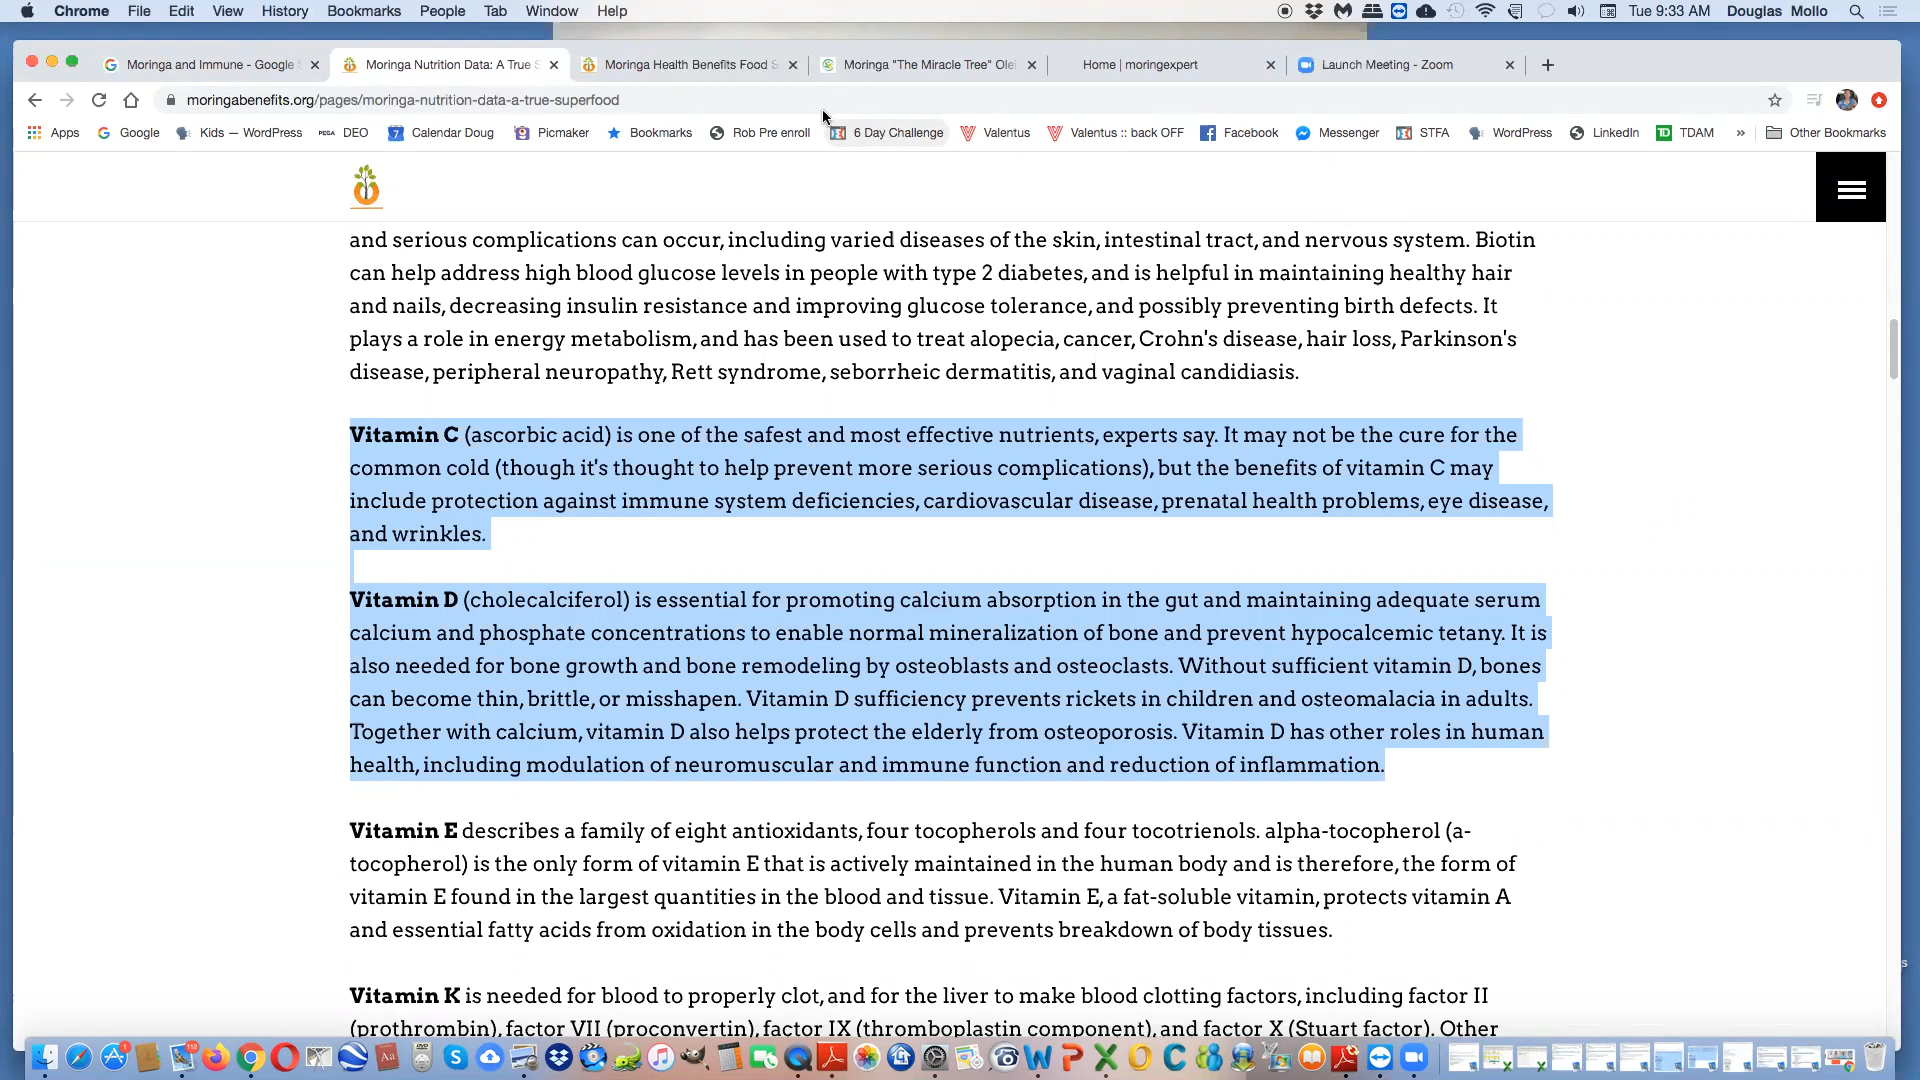 Chrome File Edit View History Bookmarks People Tab Window Help Tue 9:33 AM Douglas Mollo
Moringa and Immune - Google Moringa Nutrition Data: A True Moringa Health Benefits Food Moringa "The Miracle Tree" Olei Home | moringexpert Launch Meeting - Zoom
moringabenefits.org/pages/moringa-nutrition-data-a-true-superfood
Apps Google Kids — WordPress PEGA DEO Calendar Doug Picmaker Bookmarks Rob Pre enroll 6 Day Challenge Valentus Valentus :: back OFF Facebook Messenger STFA WordPress LinkedIn TDAM » Other Bookmarks
and serious complications can occur, including varied diseases of the skin, intestinal tract, and nervous system. Biotin
can help address high blood glucose levels in people with type 2 diabetes, and is helpful in maintaining healthy hair
and nails, decreasing insulin resistance and improving glucose tolerance, and possibly preventing birth defects. It
plays a role in energy metabolism, and has been used to treat alopecia, cancer, Crohn's disease, hair loss, Parkinson's
disease, peripheral neuropathy, Rett syndrome, seborrheic dermatitis, and vaginal candidiasis.
Vitamin C (ascorbic acid) is one of the safest and most effective nutrients, experts say. It may not be the cure for the
common cold (though it's thought to help prevent more serious complications), but the benefits of vitamin C may
include protection against immune system deficiencies, cardiovascular disease, prenatal health problems, eye disease,
and wrinkles.
Vitamin D (cholecalciferol) is essential for promoting calcium absorption in the gut and maintaining adequate serum
calcium and phosphate concentrations to enable normal mineralization of bone and prevent hypocalcemic tetany. It is
also needed for bone growth and bone remodeling by osteoblasts and osteoclasts. Without sufficient vitamin D, bones
can become thin, brittle, or misshapen. Vitamin D sufficiency prevents rickets in children and osteomalacia in adults.
Together with calcium, vitamin D also helps protect the elderly from osteoporosis. Vitamin D has other roles in human
health, including modulation of neuromuscular and immune function and reduction of inflammation.
Vitamin E describes a family of eight antioxidants, four tocopherols and four tocotrienols. alpha-tocopherol (a-
tocopherol) is the only form of vitamin E that is actively maintained in the human body and is therefore, the form of
vitamin E found in the largest quantities in the blood and tissue. Vitamin E, a fat-soluble vitamin, protects vitamin A
and essential fatty acids from oxidation in the body cells and prevents breakdown of body tissues.
Vitamin K is needed for blood to properly clot, and for the liver to make blood clotting factors, including factor II
(prothrombin), factor VII (proconvertin), factor IX (thromboplastin component), and factor X (Stuart factor). Other